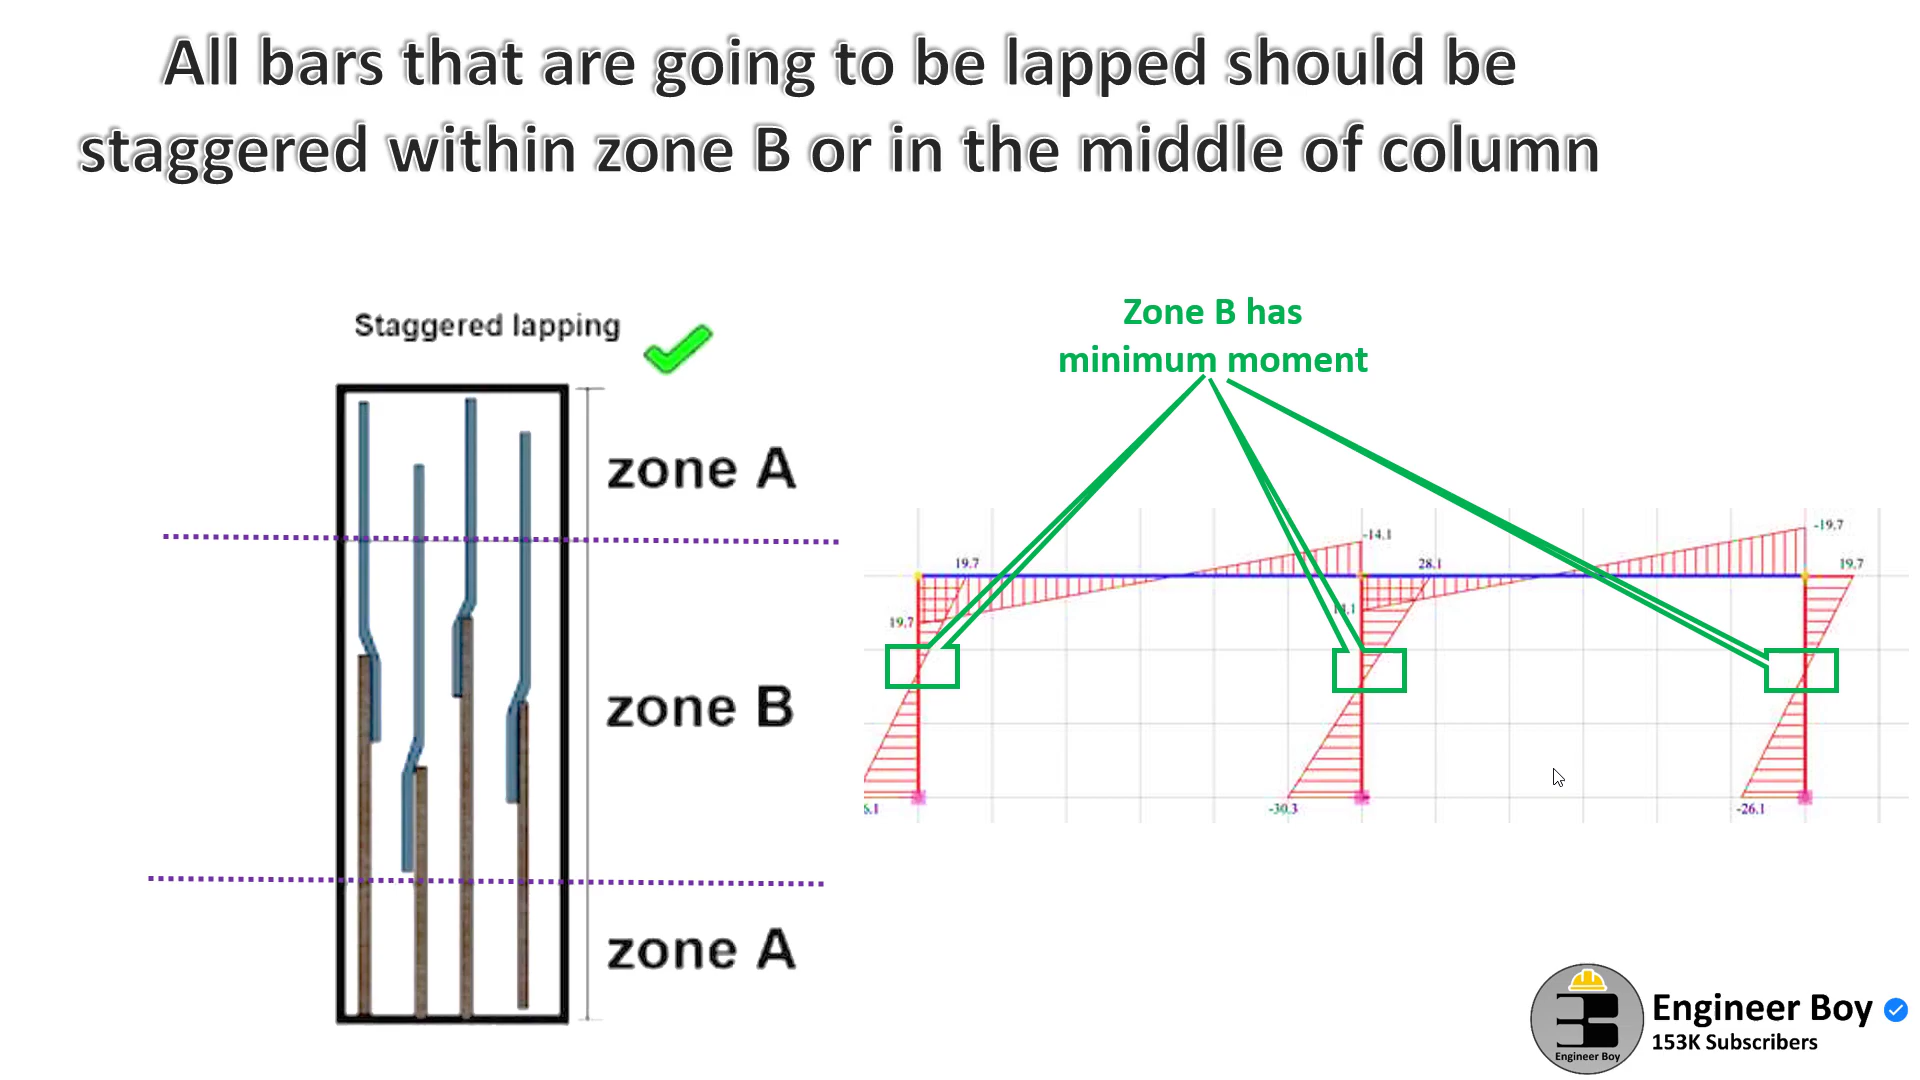 All bars that are going to be lapped should be
staggered within zone B or in the middle of column
Staggered lapping
zone A
zone B
zone A
Zone B has
minimum moment
-14.1
-19.7
19.7
28.1
19.7
19.7
-30.3
-26.1
Engineer Boy
153K Subscribers
Engineer Boy